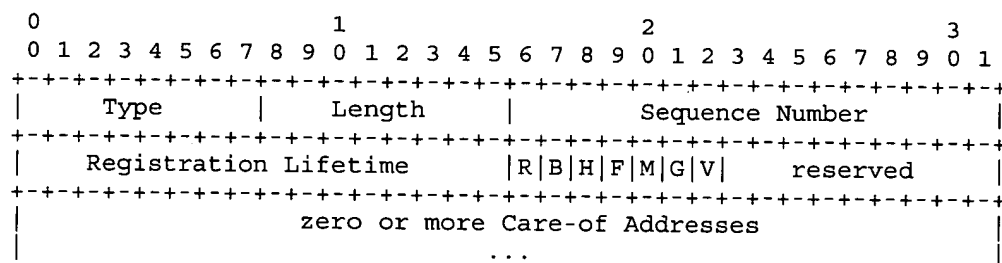 0                   1                   2                   3
0 1 2 3 4 5 6 7 8 9 0 1 2 3 4 5 6 7 8 9 0 1 2 3 4 5 6 7 8 9 0 1
+-+-+-+-+-+-+-+-+-+-+-+-+-+-+-+-+-+-+-+-+-+-+-+-+-+-+-+-+-+-+-+-+
|     Type      |    Length     |        Sequence Number        |
+-+-+-+-+-+-+-+-+-+-+-+-+-+-+-+-+-+-+-+-+-+-+-+-+-+-+-+-+-+-+-+-+
|    Registration Lifetime      |R|B|H|F|M|G|V|    reserved     |
+-+-+-+-+-+-+-+-+-+-+-+-+-+-+-+-+-+-+-+-+-+-+-+-+-+-+-+-+-+-+-+-+
|                  zero or more Care-of Addresses               |
|                              ...                              |